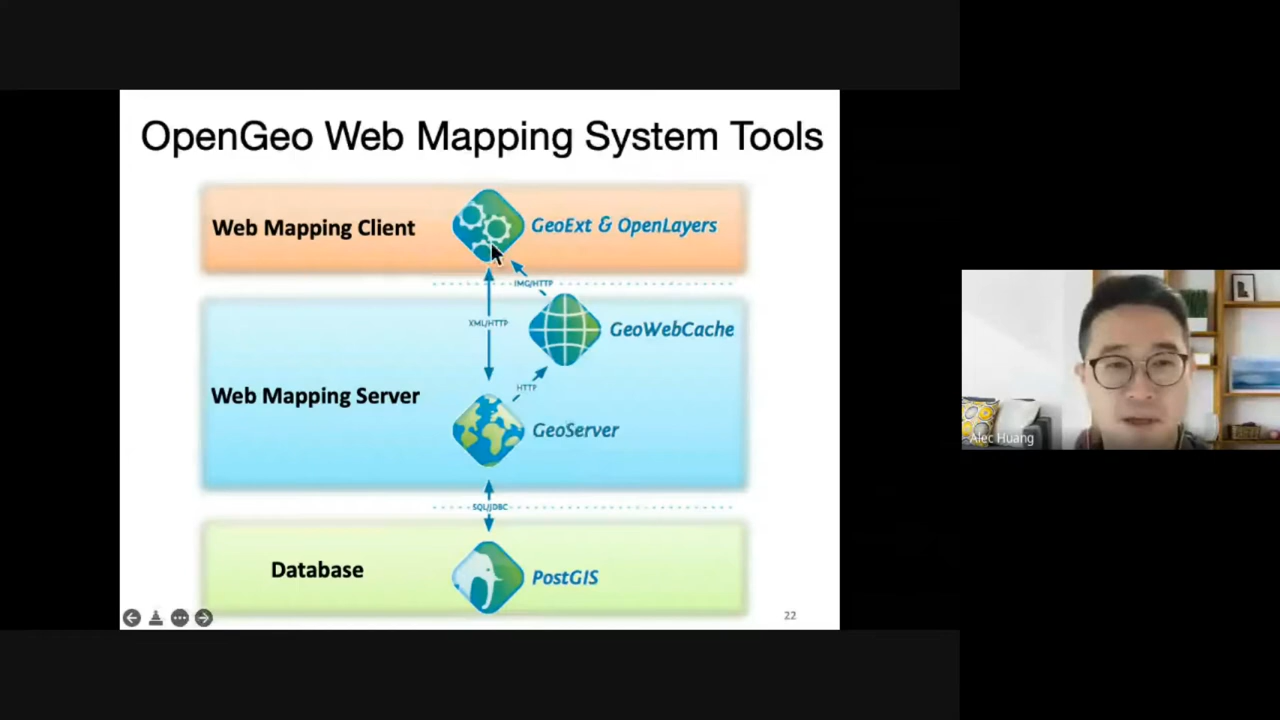 OpenGeo Web Mapping System Tools
Web Mapping Client
GeoExt & OpenLayers
IMG/HTTP
XML/HTTP
GeoWebCache
HTTP
Web Mapping Server
GeoServer
SQL/JDBC
Database
PostGIS
22
Alec Huang